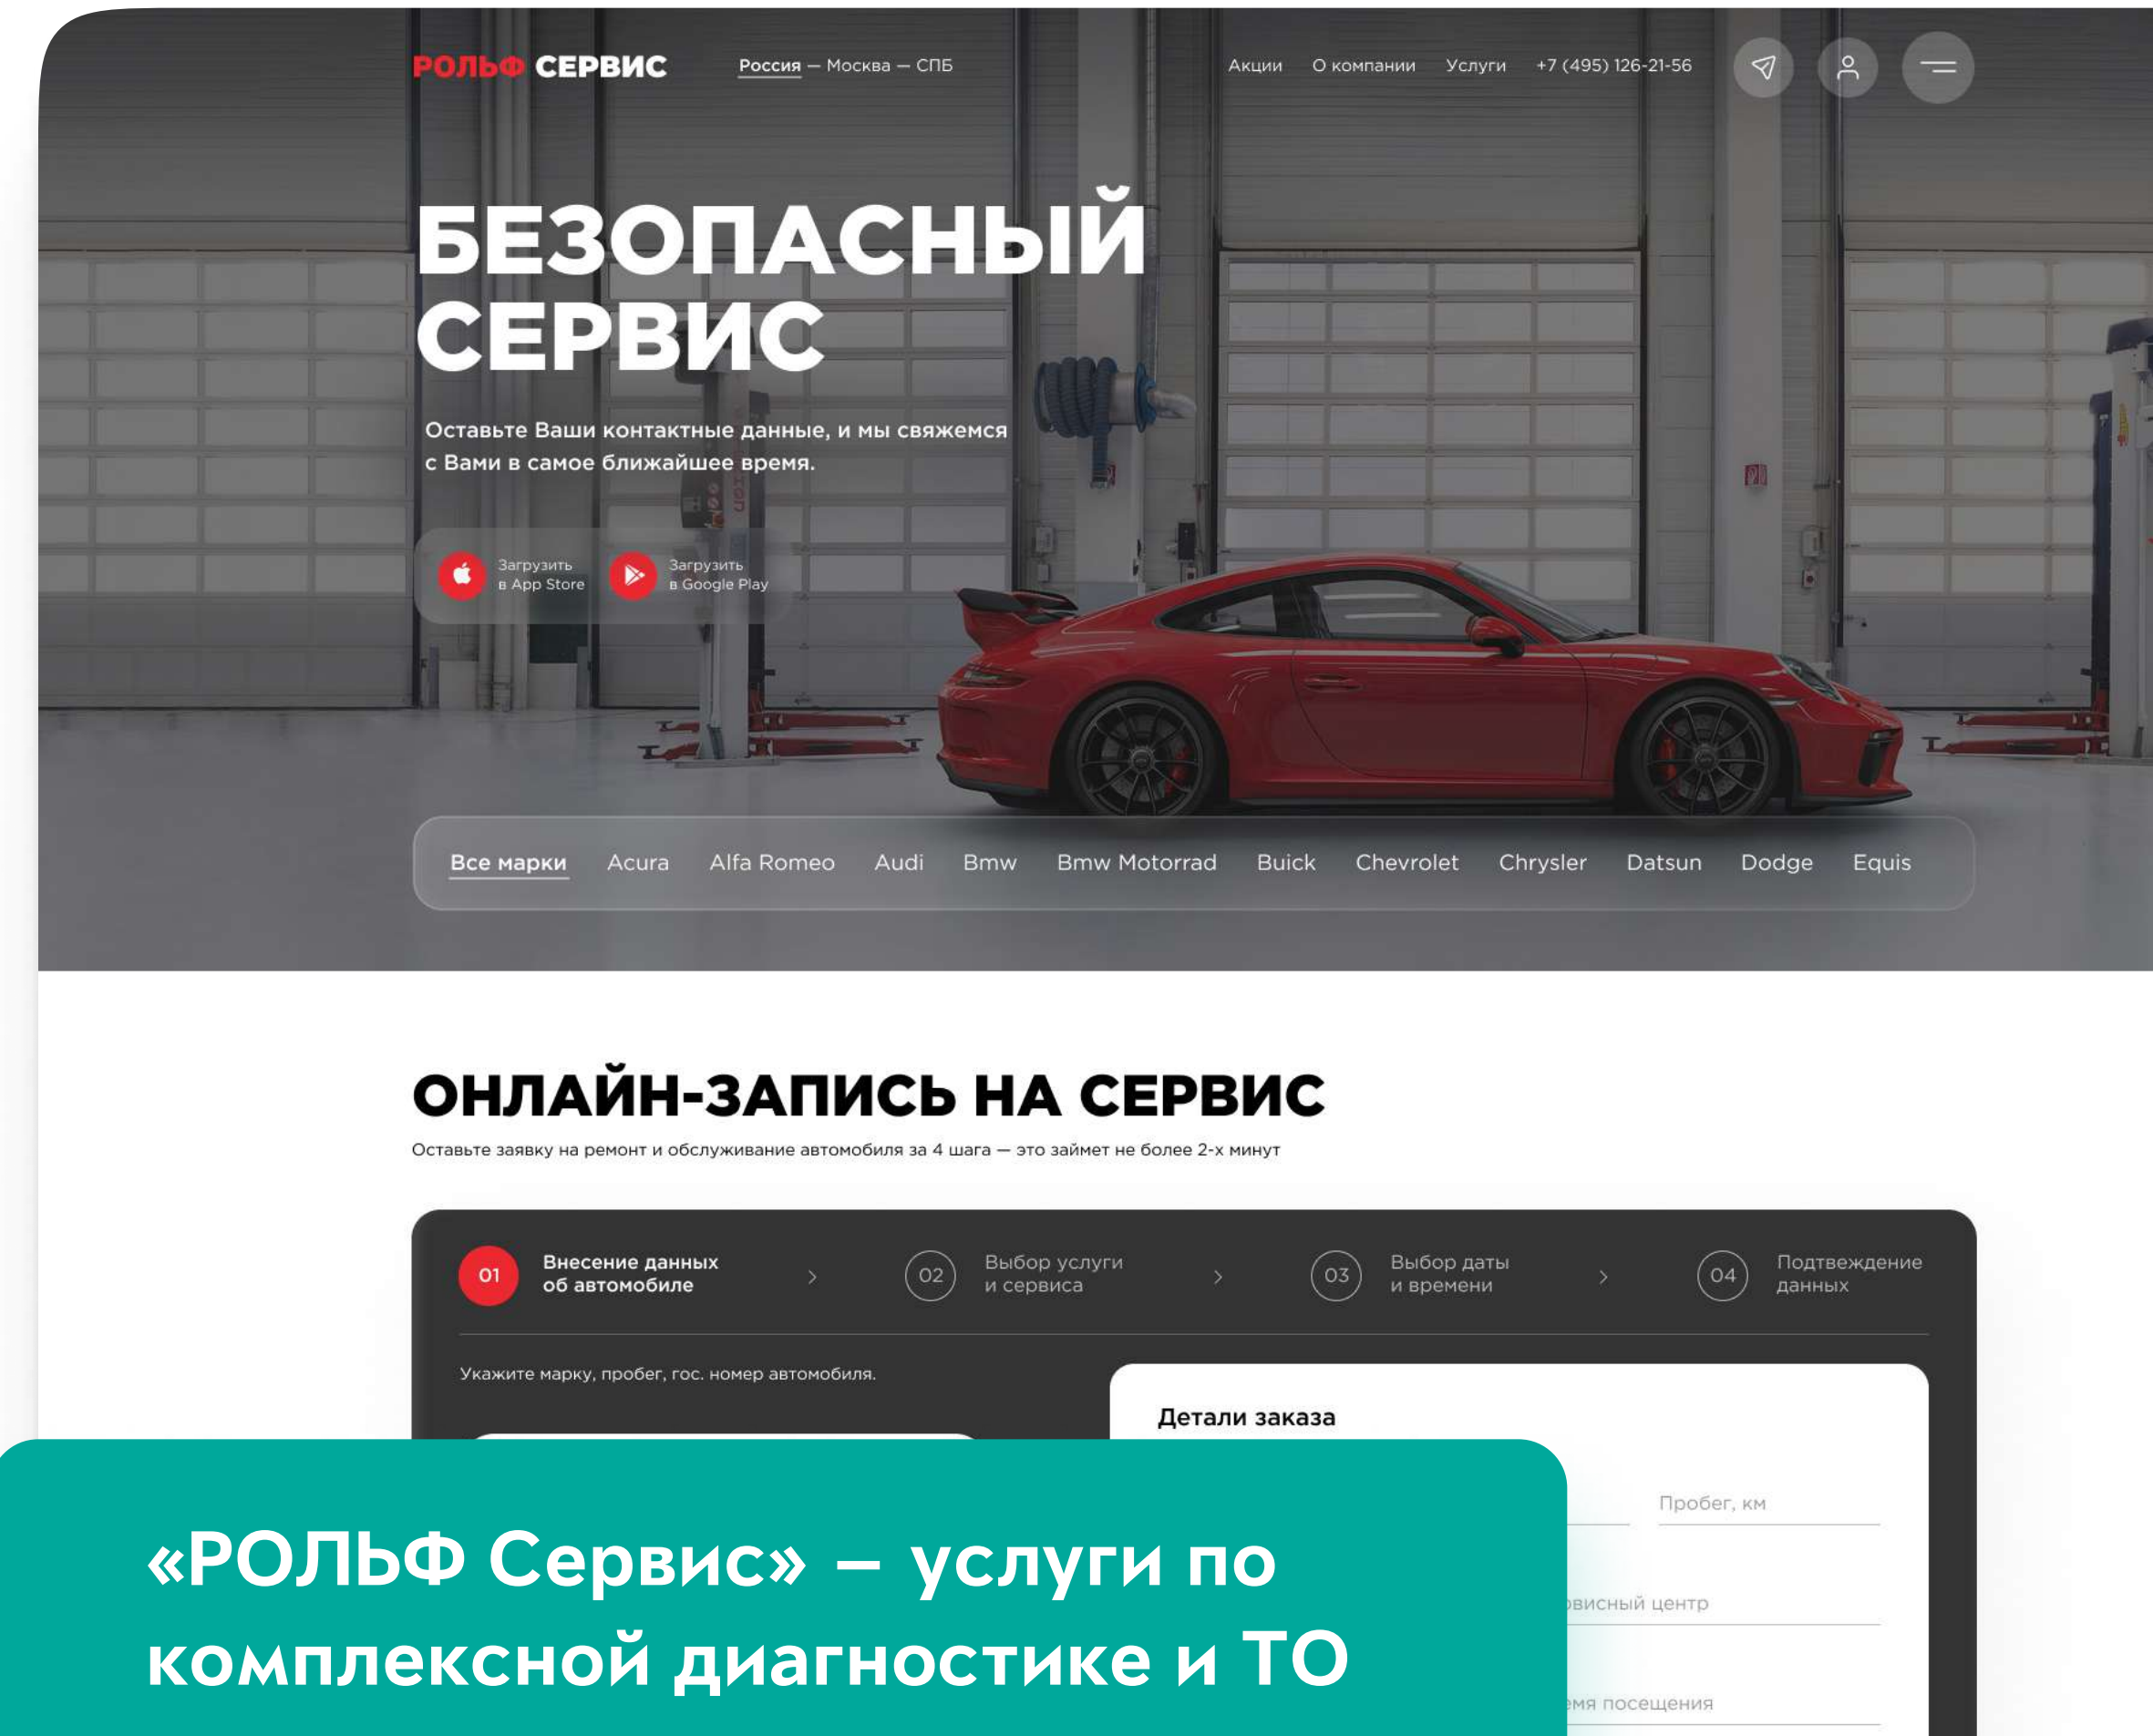 РОЛЬФ СЕРВИС
Россия — Москва — СПБ
Акции О компании Услуги +7 (495) 126-21-56
БЕЗОПАСНЫЙ
СЕРВИС
Оставьте Ваши контактные данные, и мы свяжемся
с Вами в самое ближайшее время.
Загрузить
в App Store
Загрузить
в Google Play
Все марки Acura Alfa Romeo Audi Bmw Bmw Motorrad Buick Chevrolet Chrysler Datsun Dodge Equis
ОНЛАЙН-ЗАПИСЬ НА СЕРВИС
Оставьте заявку на ремонт и обслуживание автомобиля за 4 шага — это займет не более 2-х минут
01 Внесение данных
об автомобиле
02 Выбор услуги
и сервиса
03 Выбор даты
и времени
04 Подтвеждение
данных
Укажите марку, пробег, гос. номер автомобиля.
Детали заказа
Пробег, км
центр
посещения
«РОЛЬФ Сервис» – услуги по
комплексной диагностике и ТО